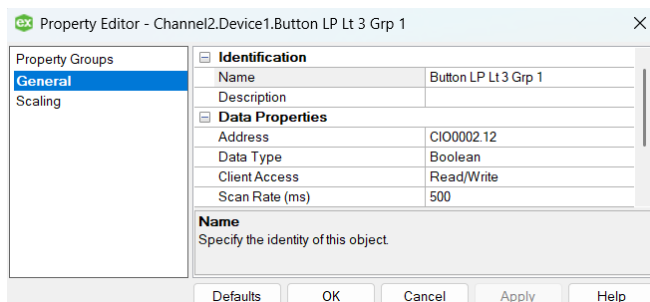 ex Property Editor - Channel2.Device1.Button LP Lt 3 Grp 1
Property Groups
General
Scaling
Identification
Name Button LP Lt 3 Grp 1
Description
Data Properties
Address CIO0002.12
Data Type Boolean
Client Access Read/Write
Scan Rate (ms) 500
Name
Specify the identity of this object.
Defaults OK Cancel Apply Help